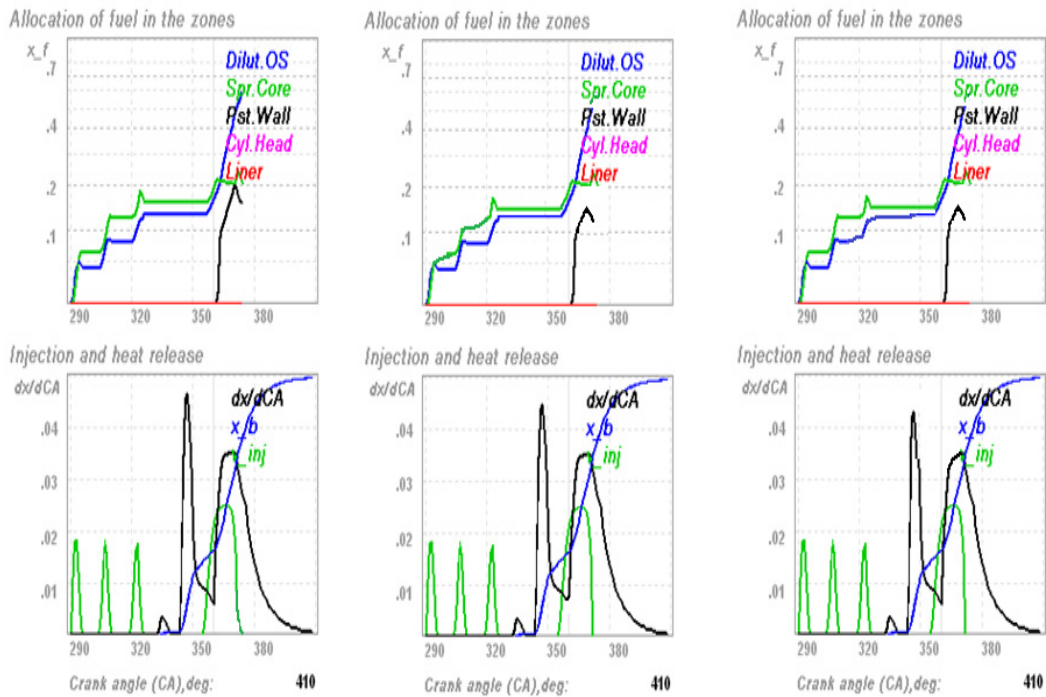 Allocation of fuel in the zones
x_f
.7
.4
.2
.1
Dilut.OS
Spr.Core
Pst.Wall
Cyl.Head
Liner
290 320 350 380
Allocation of fuel in the zones
x_f
.7
.4
.2
.1
Dilut.OS
Spr.Core
Pst.Wall
Cyl.Head
Liner
290 320 350 380
Allocation of fuel in the zones
x_f
.7
.4
.2
.1
Dilut.OS
Spr.Core
Pst.Wall
Cyl.Head
Liner
290 320 350 380
Injection and heat release
dx/dCA
.04
.03
.02
.01
dx/dCA
x_b
_inj
290 320 350 380
Crank angle (CA),deg: 410
Injection and heat release
dx/dCA
.04
.03
.02
.01
dx/dCA
x_b
_inj
290 320 350 380
Crank angle (CA),deg: 410
Injection and heat release
dx/dCA
.04
.03
.02
.01
dx/dCA
x_b
_inj
290 320 350 380
Crank angle (CA),deg: 410